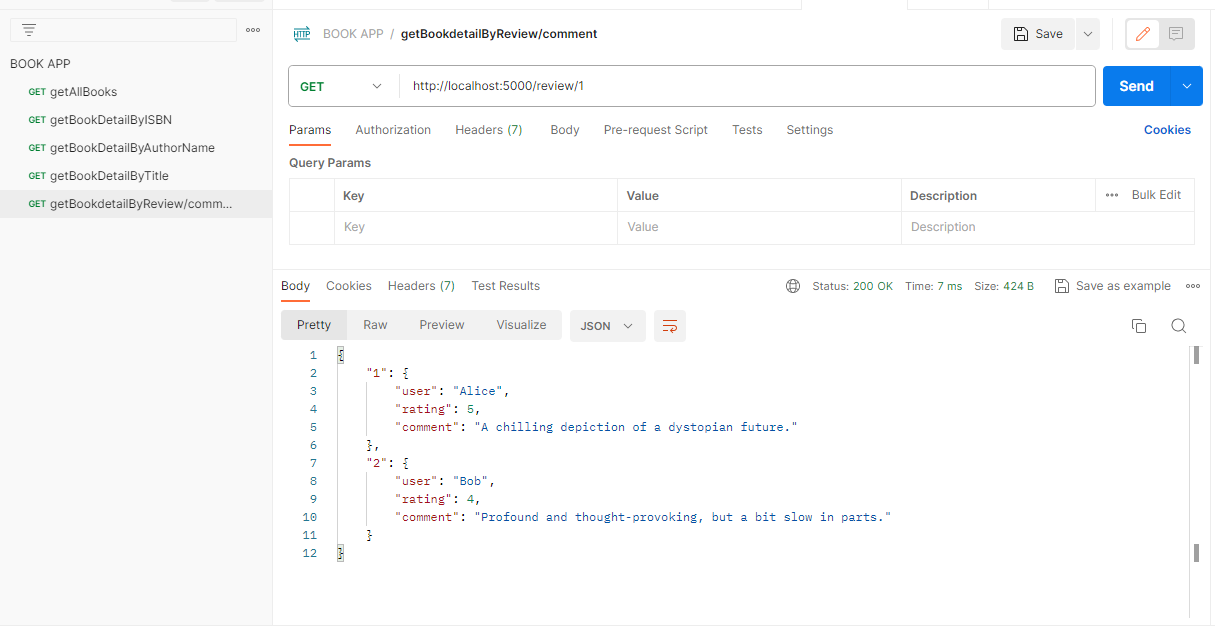 BOOK APP
GET getAllBooks
GET getBookDetailByISBN
GET getBookDetailByAuthorName
GET getBookDetailByTitle
GET getBookdetailByReview/comm...
HTTP BOOK APP / getBookdetailByReview/comment
Save
GET http://localhost:5000/review/1
Send
Params Authorization Headers (7) Body Pre-request Script Tests Settings Cookies
Query Params
Key Value Description Bulk Edit
Key Value Description
Body Cookies Headers (7) Test Results Status: 200 OK Time: 7 ms Size: 424 B Save as example
Pretty Raw Preview Visualize JSON
1 {
2 "1": {
3 "user": "Alice",
4 "rating": 5,
5 "comment": "A chilling depiction of a dystopian future."
6 },
7 "2": {
8 "user": "Bob",
9 "rating": 4,
10 "comment": "Profound and thought-provoking, but a bit slow in parts."
11 }
12 }